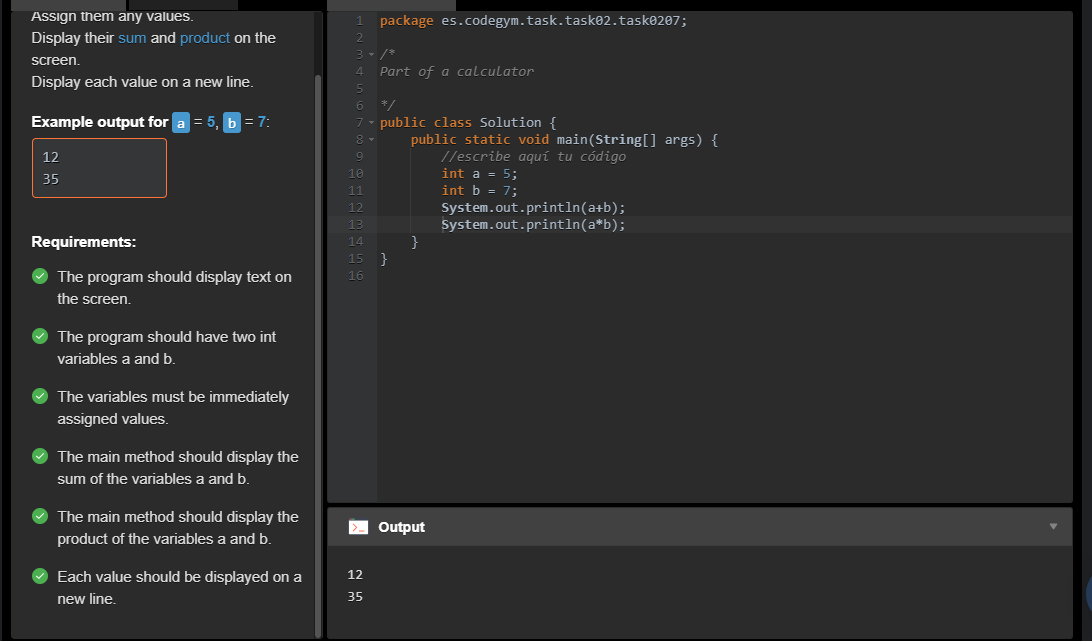 Assign them any values.
Display their sum and product on the
screen.
Display each value on a new line.
Example output for a = 5, b = 7:
12
35
Requirements:
The program should display text on
the screen.
The program should have two int
variables a and b.
The variables must be immediately
assigned values.
The main method should display the
sum of the variables a and b.
The main method should display the
product of the variables a and b.
Each value should be displayed on a
new line.
1 package es.codegym.task.task02.task0207;
2
3 /*
4 Part of a calculator
5
6 */
7 public class Solution {
8 public static void main(String[] args) {
9 //escribe aquí tu código
10 int a = 5;
11 int b = 7;
12 System.out.println(a+b);
13 System.out.println(a*b);
14 }
15 }
16
Output
12
35